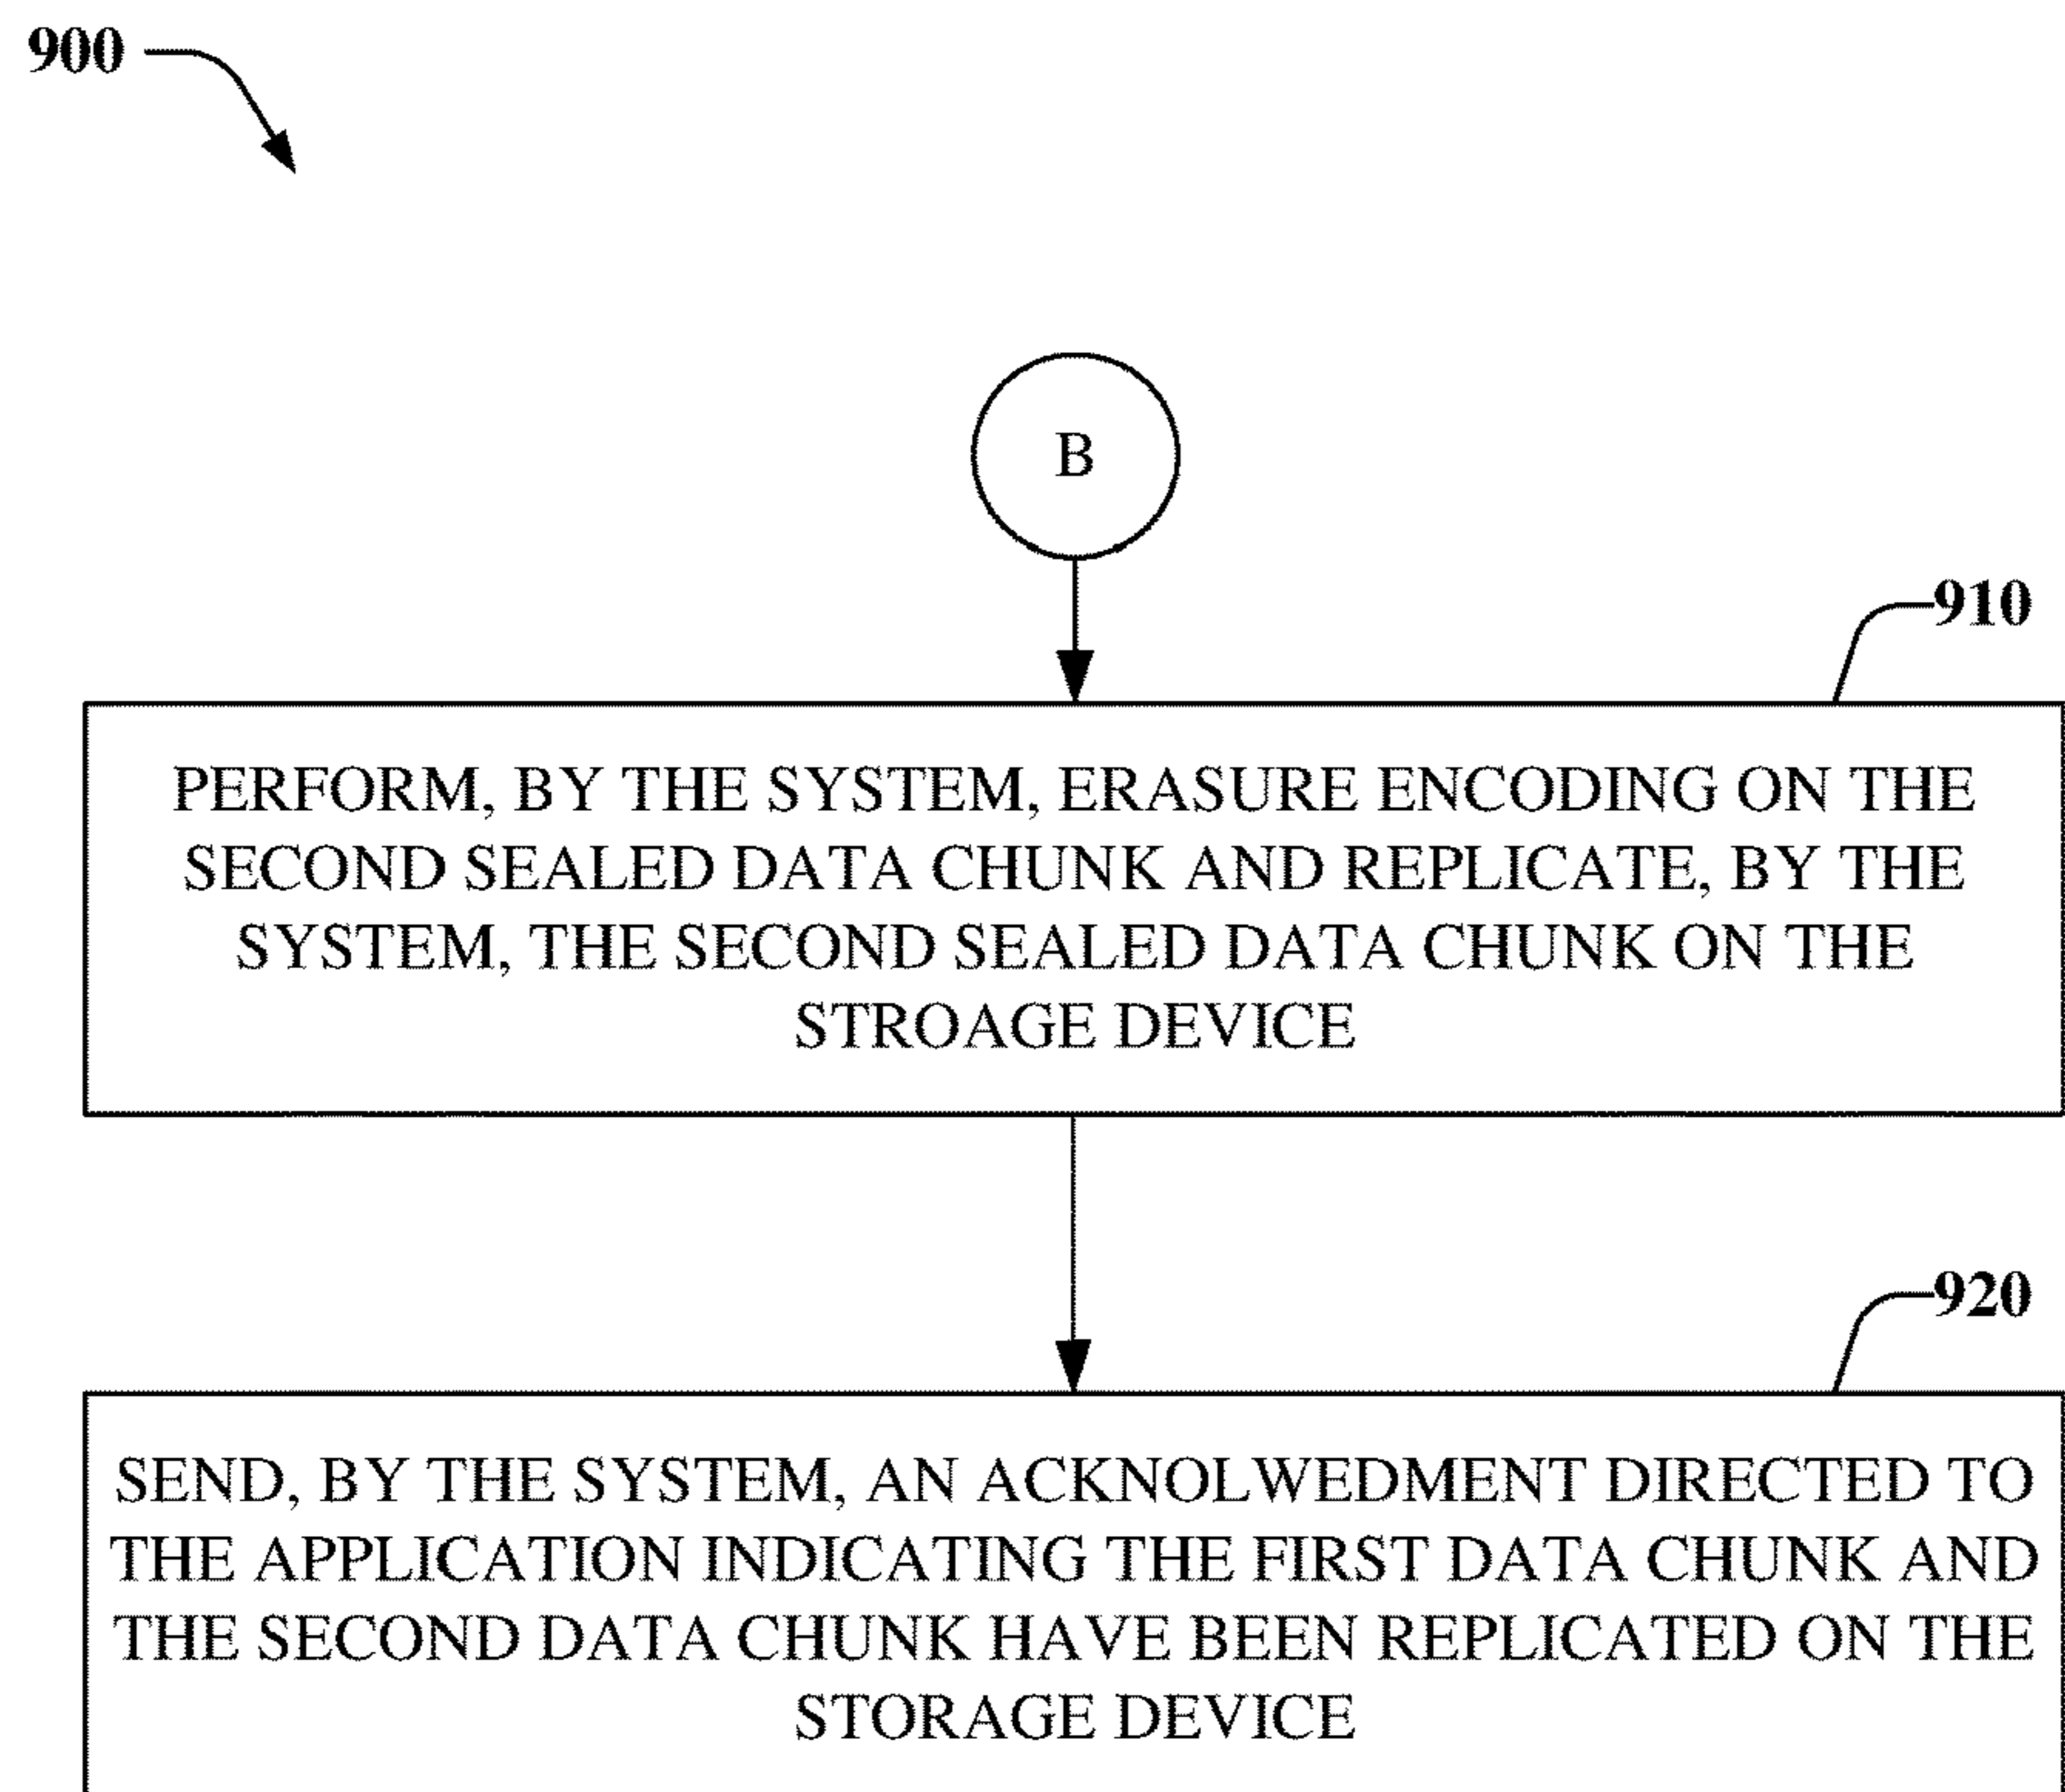 900
B
910
PERFORM, BY THE SYSTEM, ERASURE ENCODING ON THE
SECOND SEALED DATA CHUNK AND REPLICATE, BY THE
SYSTEM, THE SECOND SEALED DATA CHUNK ON THE
STROAGE DEVICE
920
SEND, BY THE SYSTEM, AN ACKNOLWEDMENT DIRECTED TO
THE APPLICATION INDICATING THE FIRST DATA CHUNK AND
THE SECOND DATA CHUNK HAVE BEEN REPLICATED ON THE
STORAGE DEVICE